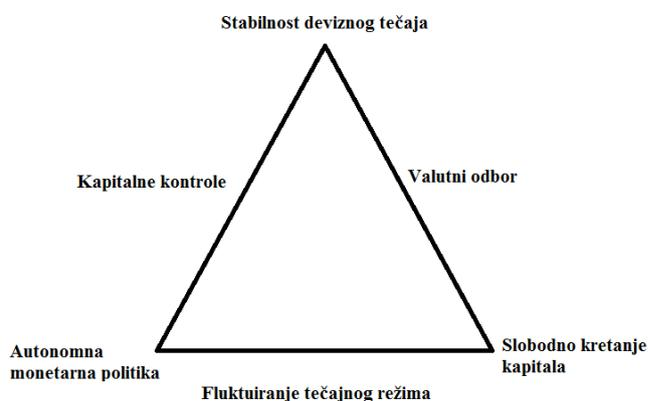 Stabilnost deviznog tečaja
Kapitalne kontrole
Valutni odbor
Autonomna
monetarna politika
Slobodno kretanje
kapitala
Fluktuiranje tečajnog režima